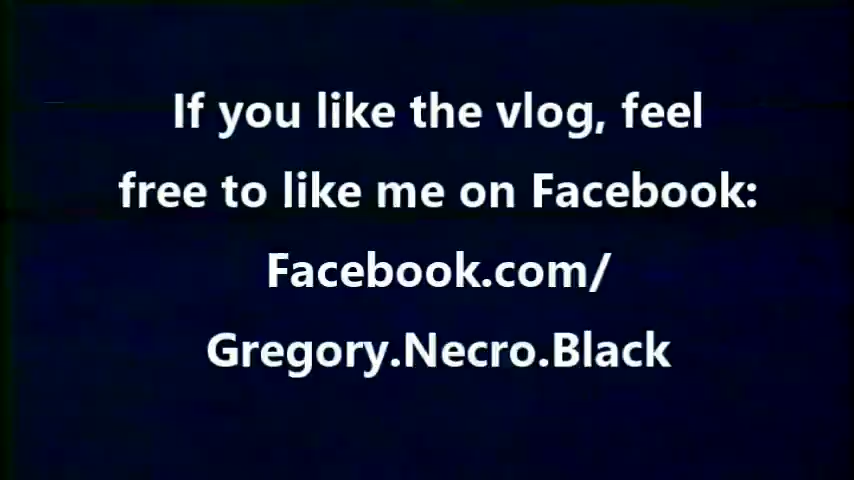 If you like the vlog, feel
free to like me on Facebook:
Facebook.com/
Gregory.Necro.Black